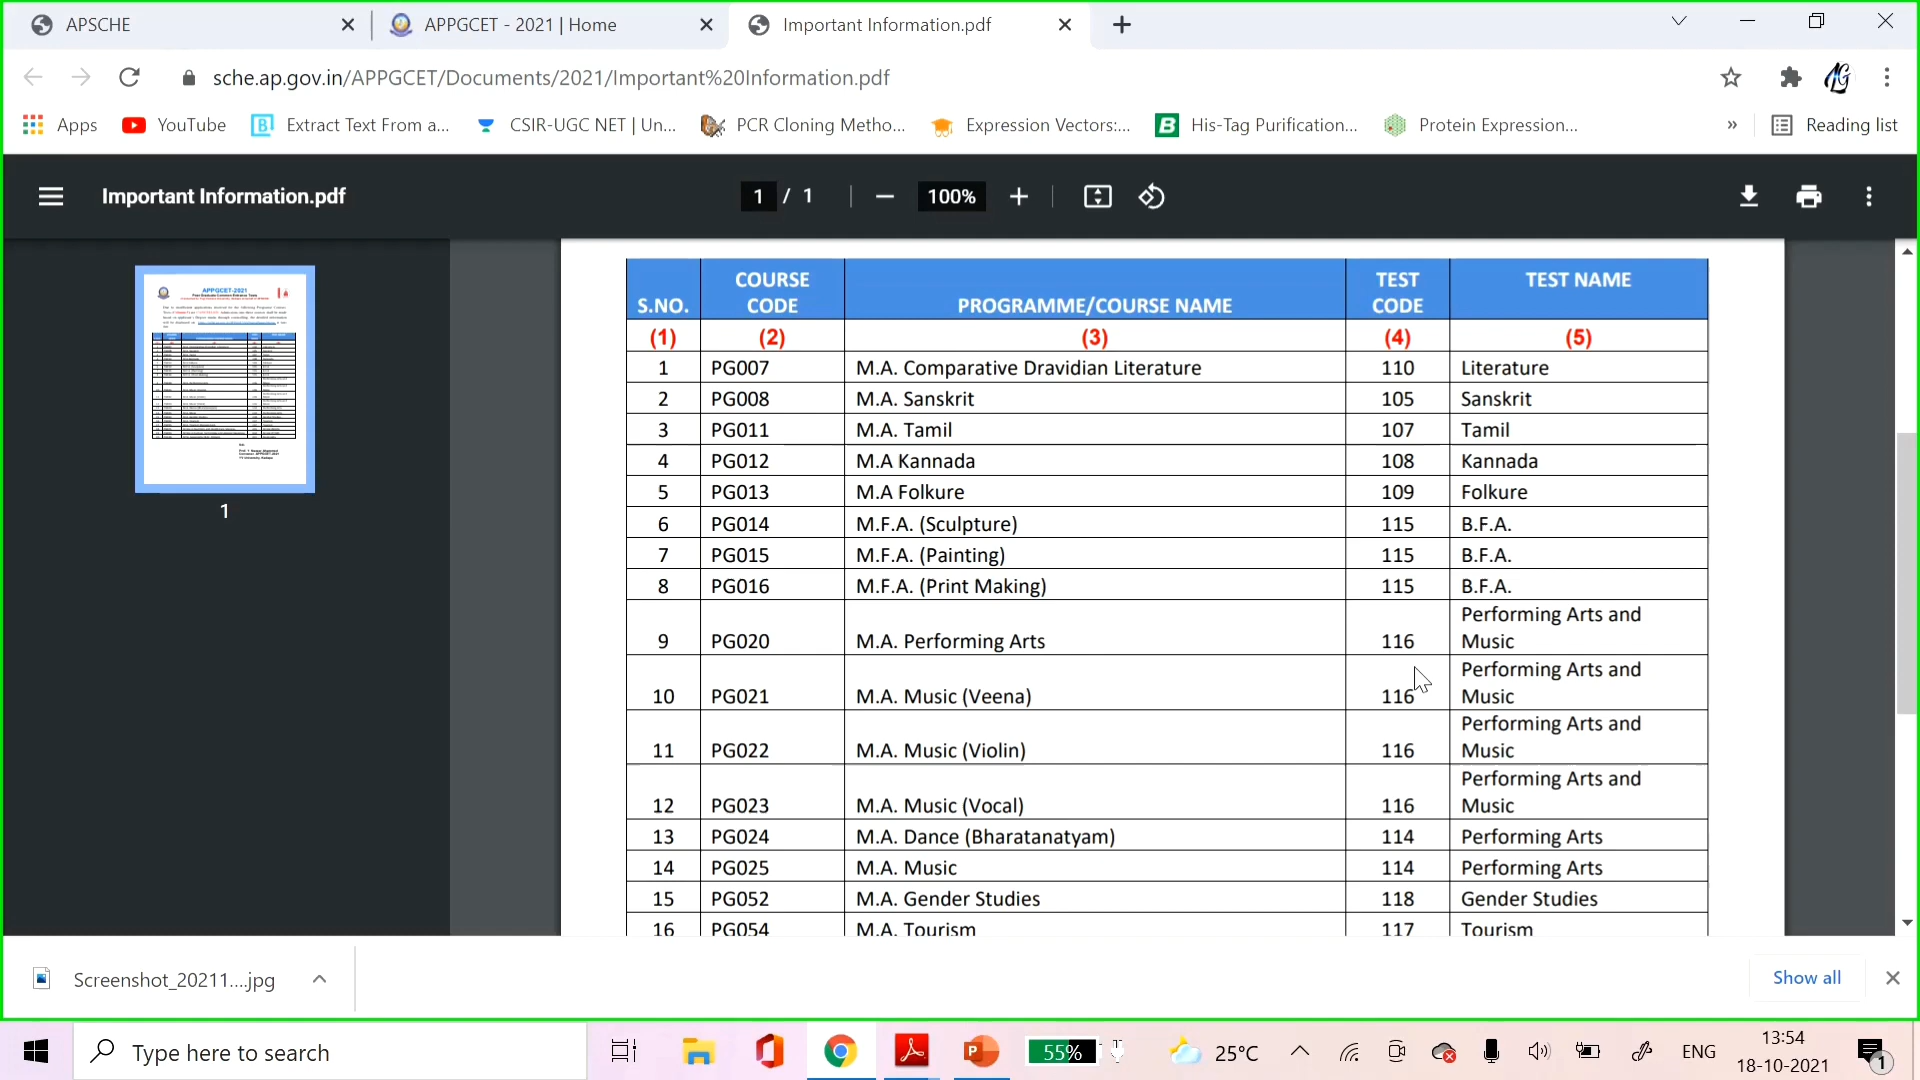 APSCHE
APPGCET - 2021 | Home
Important Information.pdf
sche.ap.gov.in/APPGCET/Documents/2021/Important%20Information.pdf
Apps
YouTube
Extract Text From a...
CSIR-UGC NET | Un...
PCR Cloning Metho...
Expression Vectors:...
His-Tag Purification...
Protein Expression...
»
Reading list
Important Information.pdf
1 / 1
100%
APPGCET-2021
1
S.NO. COURSE CODE PROGRAMME/COURSE NAME TEST CODE TEST NAME
(1) (2) (3) (4) (5)
1 PG007 M.A. Comparative Dravidian Literature 110 Literature
2 PG008 M.A. Sanskrit 105 Sanskrit
3 PG011 M.A. Tamil 107 Tamil
4 PG012 M.A Kannada 108 Kannada
5 PG013 M.A Folkure 109 Folkure
6 PG014 M.F.A. (Sculpture) 115 B.F.A.
7 PG015 M.F.A. (Painting) 115 B.F.A.
8 PG016 M.F.A. (Print Making) 115 B.F.A.
9 PG020 M.A. Performing Arts 116 Performing Arts and Music
10 PG021 M.A. Music (Veena) 116 Performing Arts and Music
11 PG022 M.A. Music (Violin) 116 Performing Arts and Music
12 PG023 M.A. Music (Vocal) 116 Performing Arts and Music
13 PG024 M.A. Dance (Bharatanatyam) 114 Performing Arts
14 PG025 M.A. Music 114 Performing Arts
15 PG052 M.A. Gender Studies 118 Gender Studies
16 PG054 M.A. Tourism 117 Tourism
Screenshot_20211....jpg
Show all
Type here to search
55%
25°C
ENG
13:54
18-10-2021
1